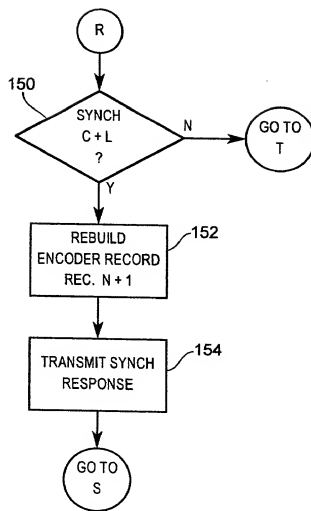 R
150
SYNCH
C + L
?
N
GO TO
T
Y
REBUILD
ENCODER RECORD
REC. N + 1
152
TRANSMIT SYNCH
RESPONSE
154
GO TO
S